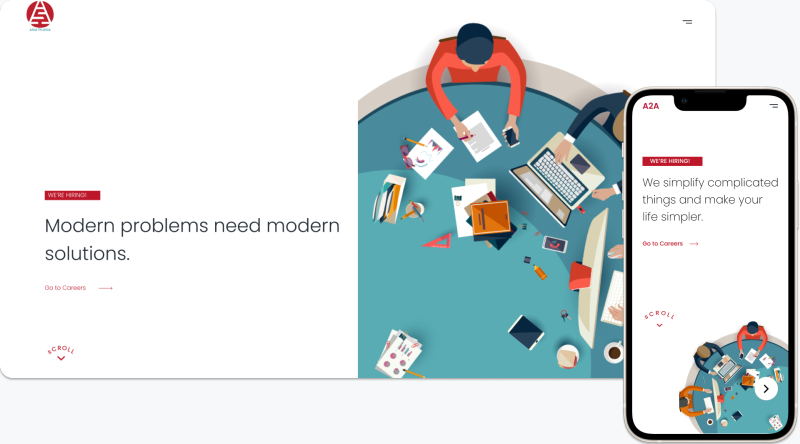 WE'RE HIRING!
Modern problems need modern
solutions.
Go to Careers
SCROLL
A2A
WE'RE HIRING!
We simplify complicated
things and make your
life simpler.
Go to Careers
SCROLL